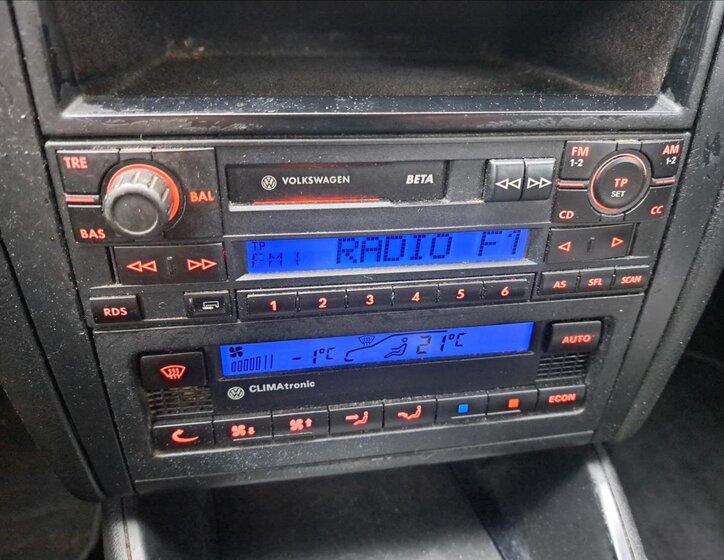 TRE
BAL
BAS
VOLKSWAGEN BETA
FM
1-2
AM
1-2
TP
SET
CD
CC
TP
FM1 RADIO F1
RDS
1 2 3 4 5 6
AS SFL SCAN
-1°C 21°C
AUTO
CLIMAtronic
ECON